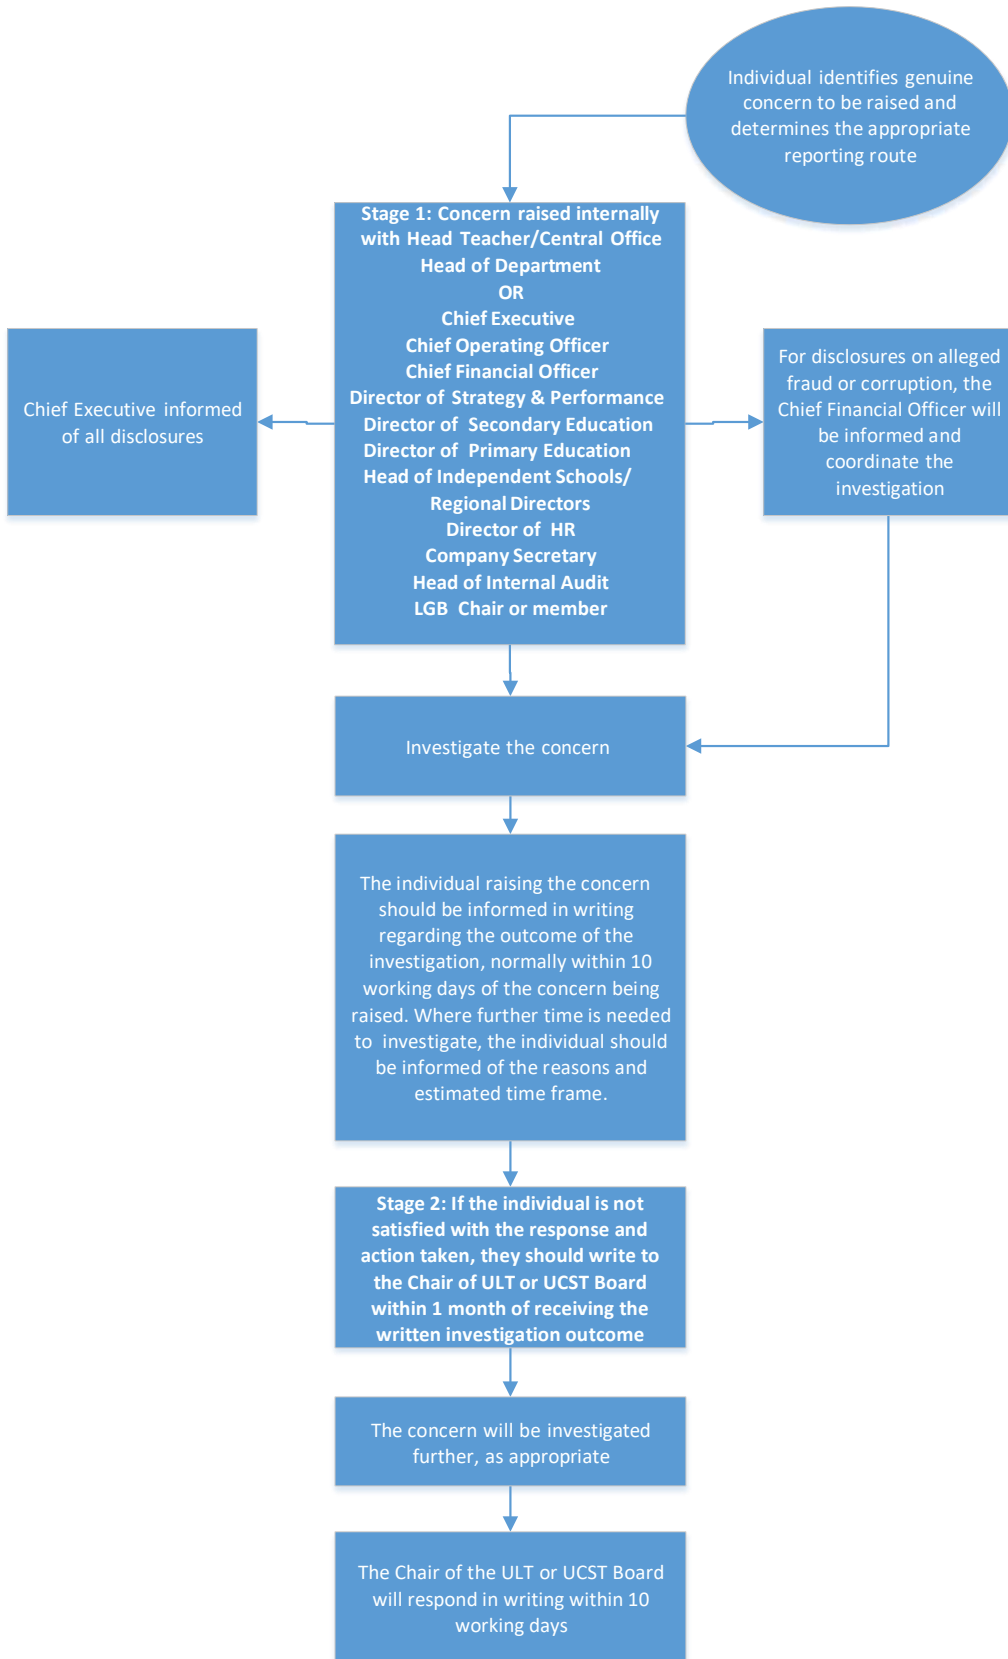 Individual identifies genuine
concern to be raised and
determines the appropriate
reporting route
Stage 1: Concern raised internally
with Head Teacher/Central Office
Head of Department
OR
Chief Executive
Chief Operating Officer
Chief Financial Officer
Director of Strategy & Performance
Director of Secondary Education
Director of Primary Education
Head of Independent Schools/
Regional Directors
Director of HR
Company Secretary
Head of Internal Audit
LGB Chair or member
Chief Executive informed
of all disclosures
For disclosures on alleged
fraud or corruption, the
Chief Financial Officer will
be informed and
coordinate the
investigation
Investigate the concern
The individual raising the concern
should be informed in writing
regarding the outcome of the
investigation, normally within 10
working days of the concern being
raised. Where further time is needed
to investigate, the individual should
be informed of the reasons and
estimated time frame.
Stage 2: If the individual is not
satisfied with the response and
action taken, they should write to
the Chair of ULT or UCST Board
within 1 month of receiving the
written investigation outcome
The concern will be investigated
further, as appropriate
The Chair of the ULT or UCST Board
will respond in writing within 10
working days